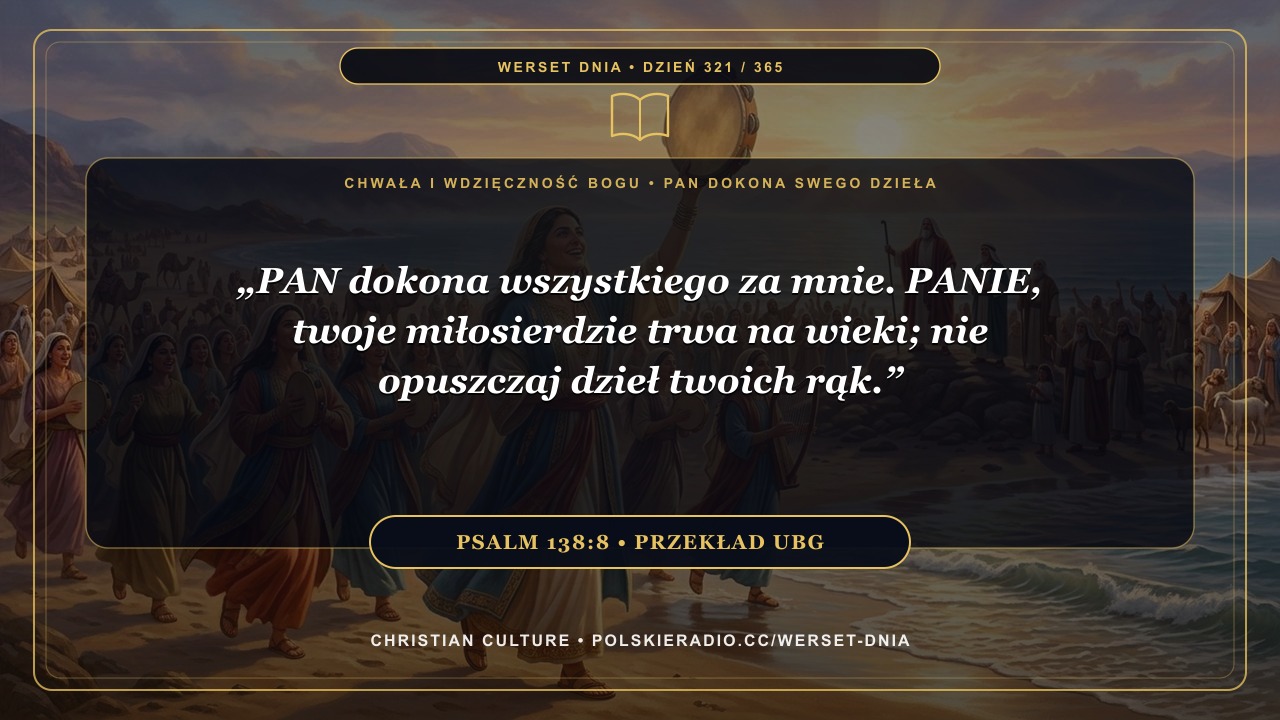 WERSET DNIA • DZIEŃ 321 / 365
CHWAŁA I WDZIĘCZNOŚĆ BOGU • PAN DOKONA SWEGO DZIEŁA
„PAN dokona wszystkiego za mnie. PANIE,
twoje miłosierdzie trwa na wieki; nie
opuszczaj dzieł twoich rąk.”
PSALM 138:8 • PRZEKŁAD UBG
CHRISTIAN CULTURE • POLSKIERADIO.CC/WERSET-DNIA